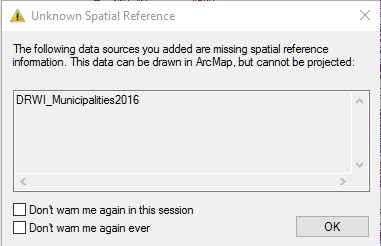 Unknown Spatial Reference
The following data sources you added are missing spatial reference
information. This data can be drawn in ArcMap, but cannot be projected:
DRWI_Municipalities2016
Don't warn me again in this session
Don't warn me again ever
OK